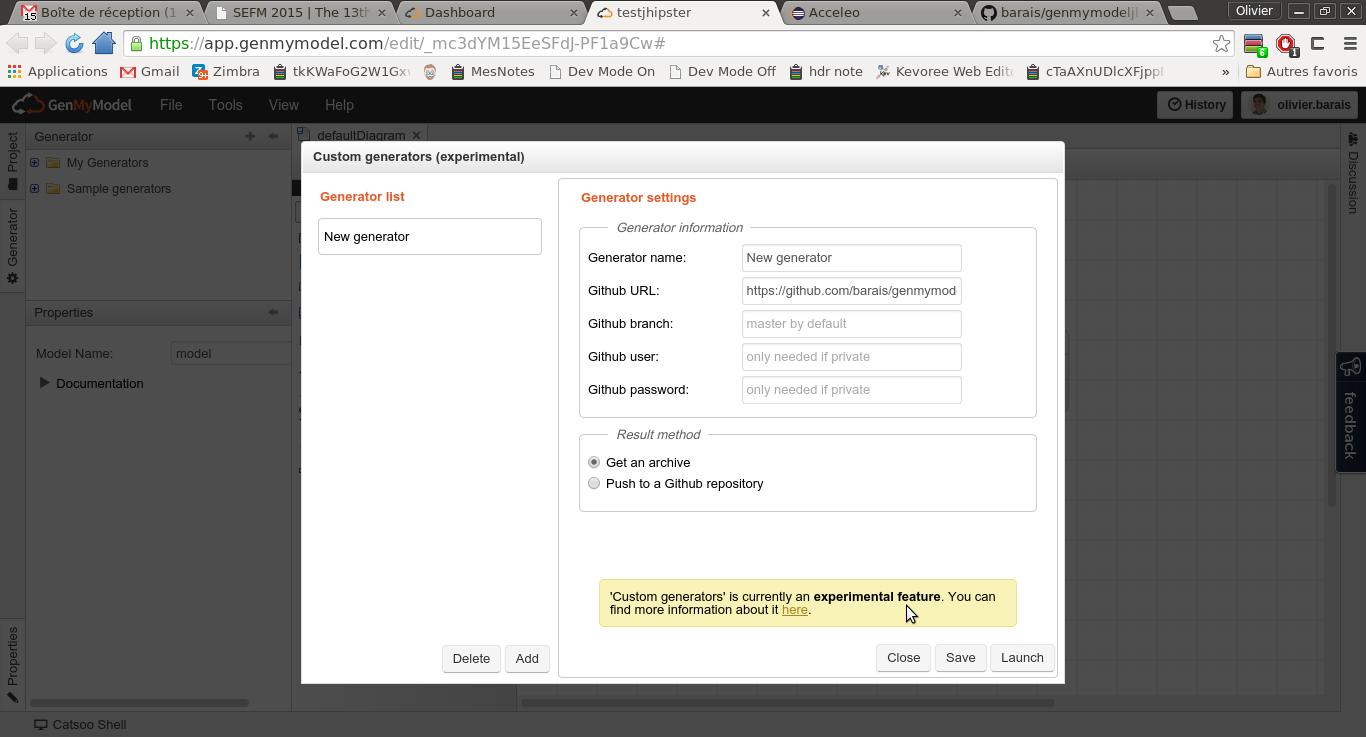 Boîte de réception (1
15
SEFM 2015 | The 13th
Dashboard
testjhipster
Acceleo
barais/genmymodeljl
Olivier
https://app.genmymodel.com/edit/_mc3dYM15EeSFdJ-PF1a9Cw#
6
1
Applications
Gmail
Zimbra
tkKWaFoG2W1Gx
MesNotes
Dev Mode On
Dev Mode Off
hdr note
Kevoree Web Edit
cTaAXnUDlcXFjppl
»
Autres favoris
GenMyModel
File
Tools
View
Help
History
olivier.barais
Project
Generator
Properties
Generator
My Generators
Sample generators
Properties
Model Name:
model
Documentation
defaultDiagram
Discussion
feedback
Custom generators (experimental)
Generator list
New generator
Delete
Add
Generator settings
Generator information
Generator name:
New generator
Github URL:
https://github.com/barais/genmymod
Github branch:
master by default
Github user:
only needed if private
Github password:
only needed if private
Result method
Get an archive
Push to a Github repository
'Custom generators' is currently an experimental feature. You can
find more information about it here.
Close
Save
Launch
Catsoo Shell